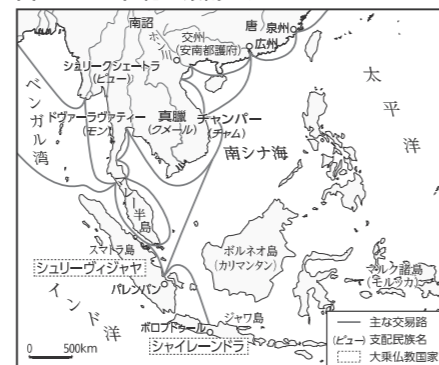 南詔
唐
泉州
交州
(安南都護府)
広州
ホン川
シュリークシェートラ
(ピュー)
ベンガル湾
ドヴァーラヴァティー
(モン)
真臘
(クメール)
チャンパー
(チャム)
太平洋
南シナ海
マレー半島
スマトラ島
シュリーヴィジャヤ
パレンバン
ボルネオ島
(カリマンタン)
マルク諸島
(モルッカ)
インド洋
ボロブドゥール
ジャワ島
シャイレーンドラ
0 500km
主な交易路
(ピュー) 支配民族名
大乗仏教国家